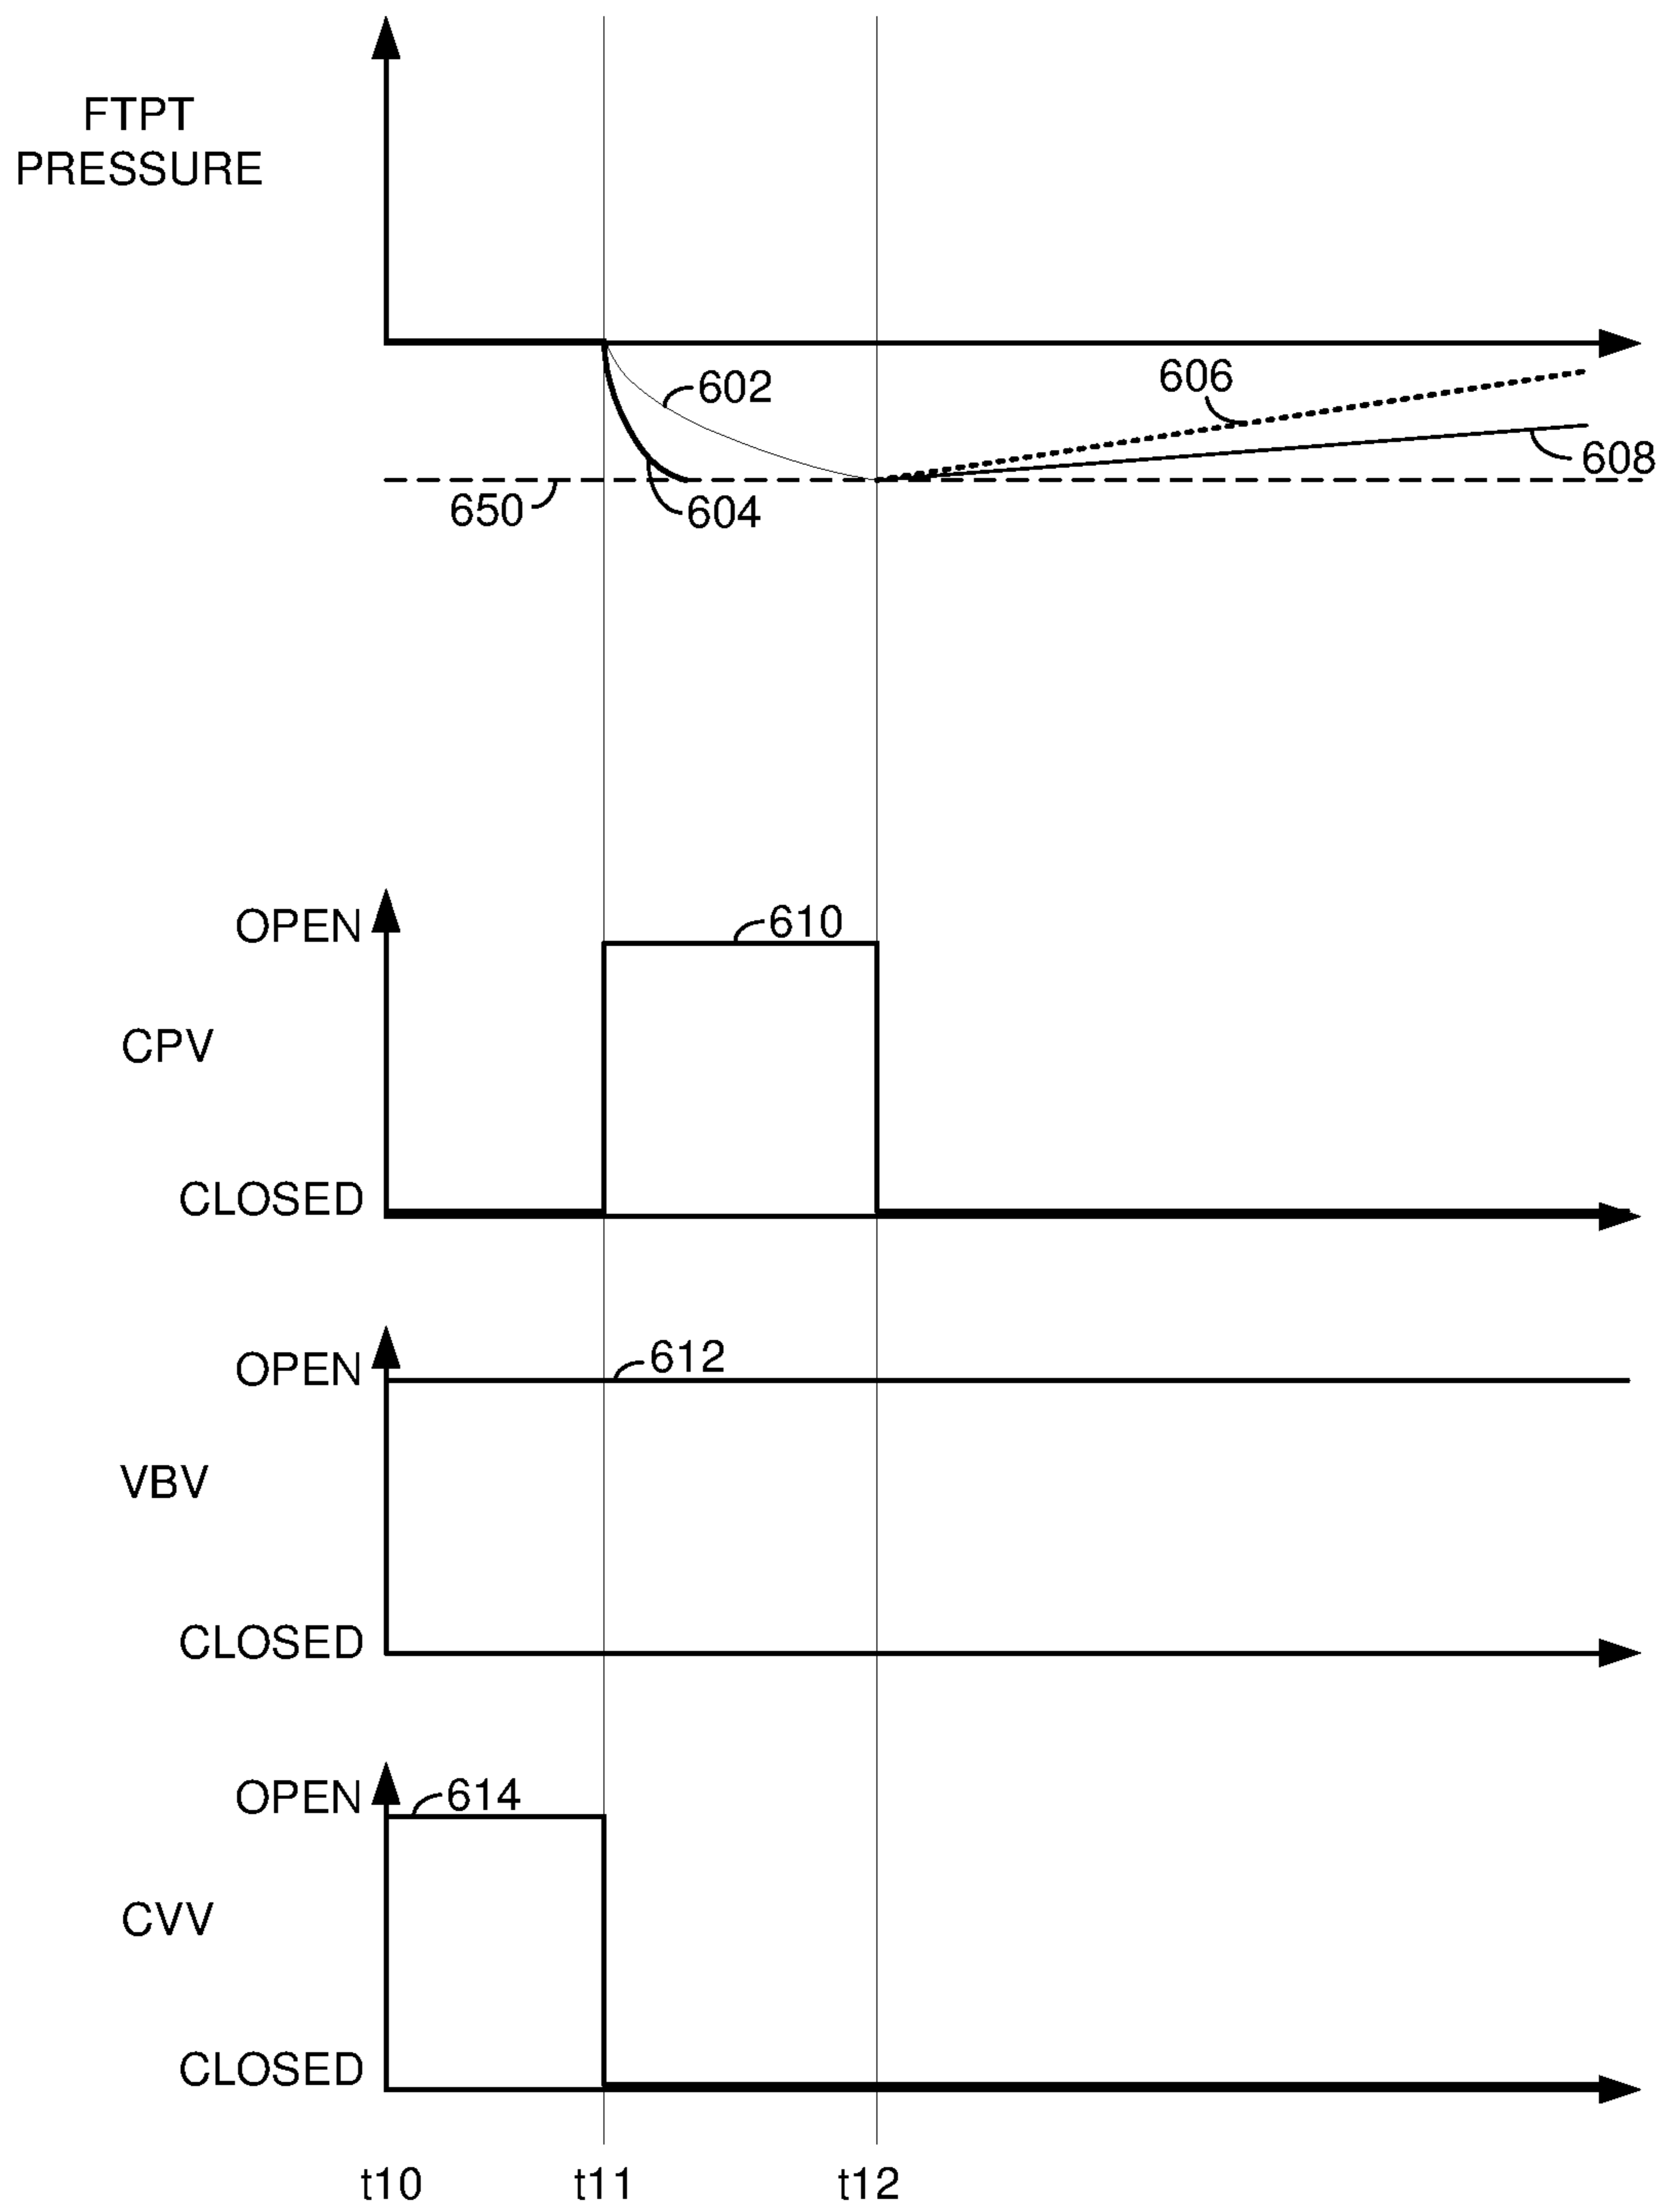 FTPT
PRESSURE
602
606
608
650
604
OPEN
610
CPV
CLOSED
OPEN
612
VBV
CLOSED
OPEN
614
CVV
CLOSED
t10
t11
t12